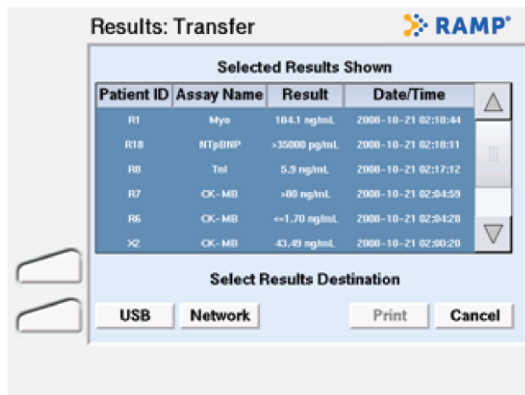 Results: Transfer
RAMP®
Selected Results Shown
Patient ID Assay Name Result Date/Time
R1 Myo 184.1 ng/mL 2008-10-21 02:18:44
R18 NTpBNP >35000 pg/mL 2008-10-21 02:18:11
R8 TnI 5.9 ng/mL 2008-10-21 02:17:12
R7 CK-MB >80 ng/mL 2008-10-21 02:04:59
R6 CK-MB <=1.70 ng/mL 2008-10-21 02:04:28
X2 CK-MB 43.49 ng/mL 2008-10-21 02:00:20
Select Results Destination
USB Network Print Cancel